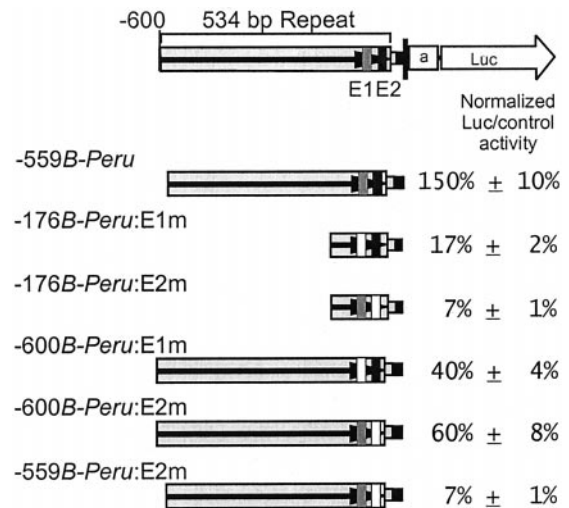 -600 534 bp Repeat
a Luc
E1E2
Normalized
Luc/control
activity
-559B-Peru
150% ± 10%
-176B-Peru:E1m
17% ± 2%
-176B-Peru:E2m
7% ± 1%
-600B-Peru:E1m
40% ± 4%
-600B-Peru:E2m
60% ± 8%
-559B-Peru:E2m
7% ± 1%